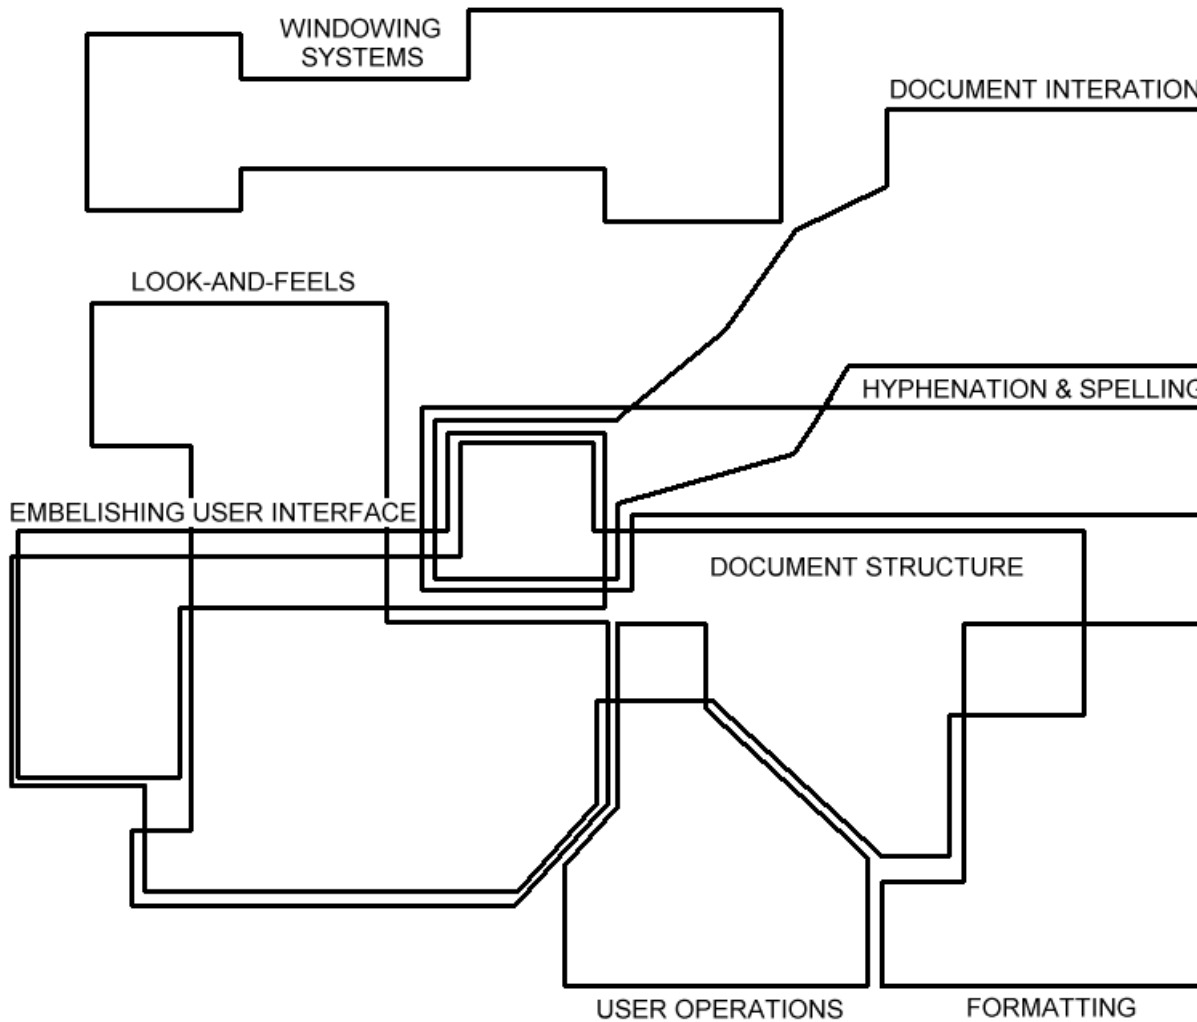 WINDOWING
SYSTEMS
DOCUMENT INTERATION
LOOK-AND-FEELS
HYPHENATION & SPELLING
EMBELISHING USER INTERFACE
DOCUMENT STRUCTURE
USER OPERATIONS
FORMATTING